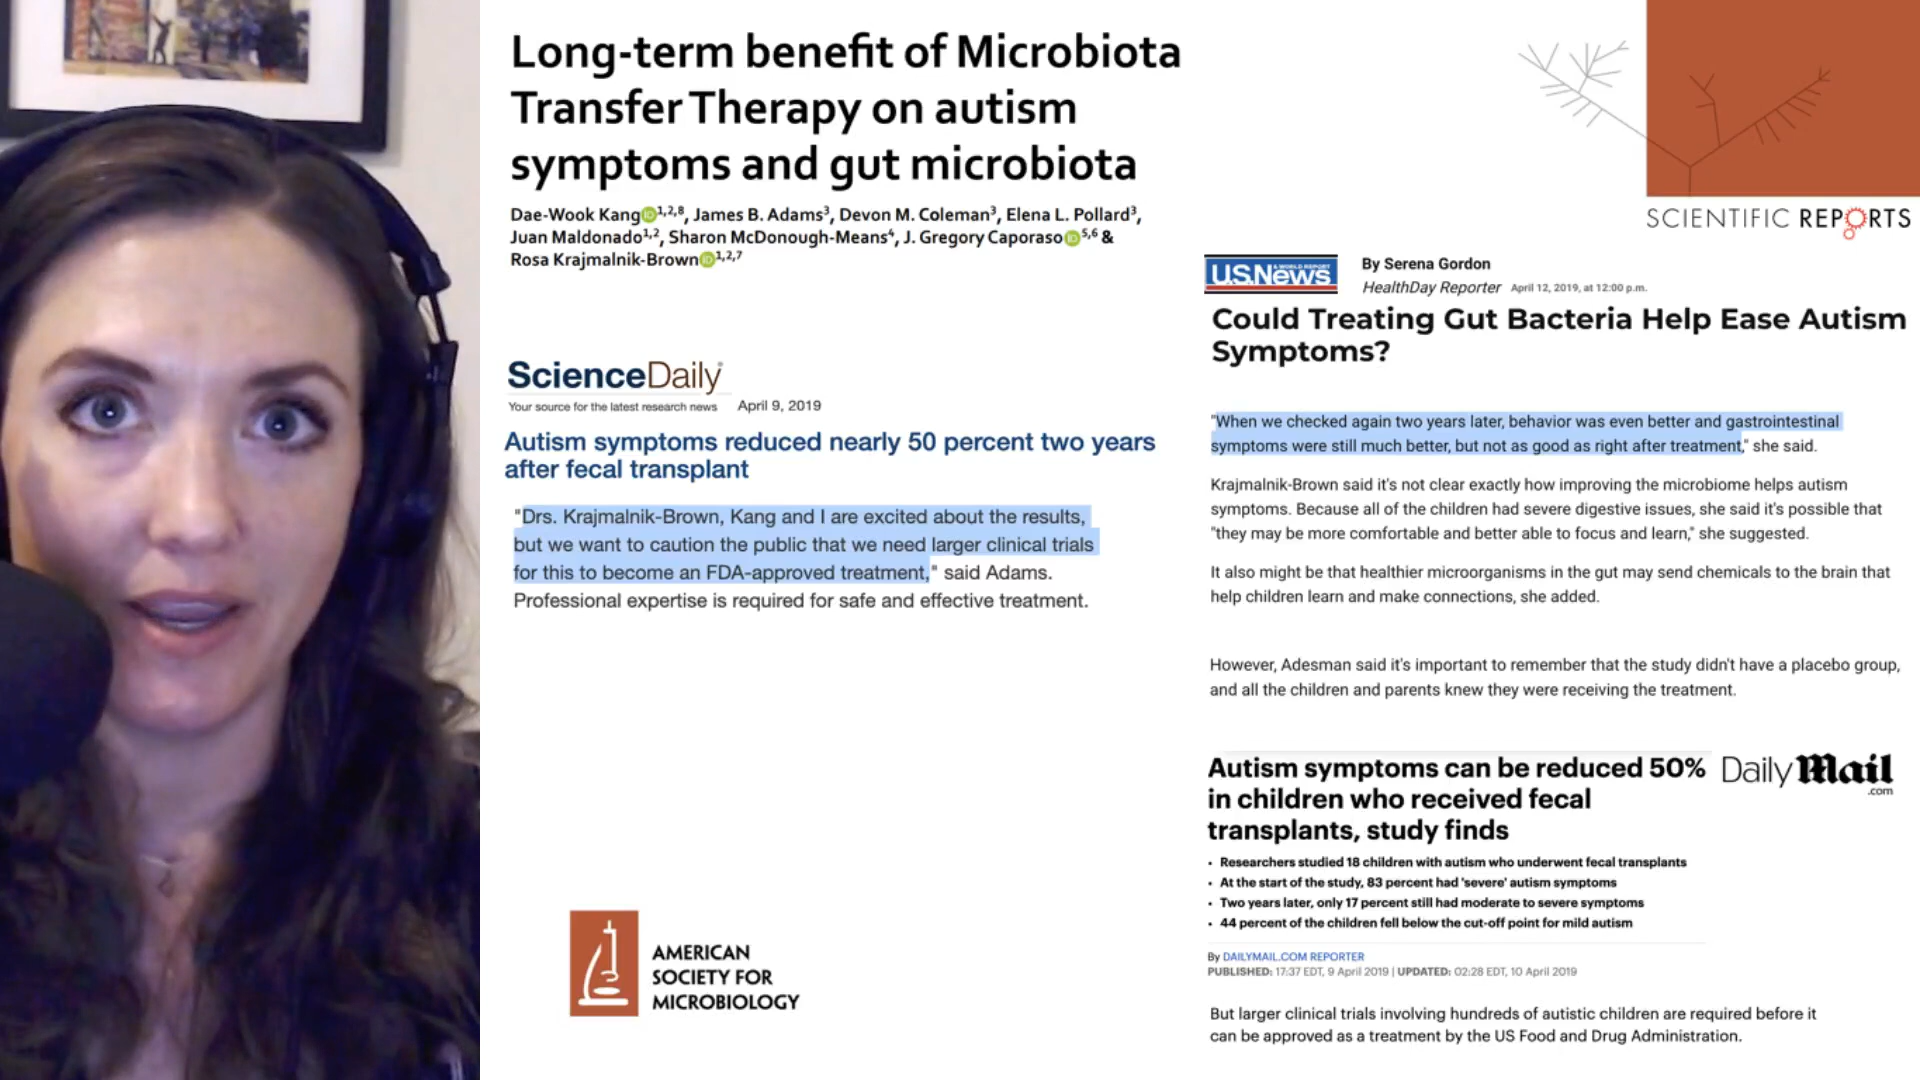 Long-term benefit of Microbiota
Transfer Therapy on autism
symptoms and gut microbiota
Dae-Wook Kang iD 1,2,8, James B. Adams3, Devon M. Coleman3, Elena L. Pollard3,
Juan Maldonado1,2, Sharon McDonough-Means4, J. Gregory Caporaso iD 5,6 &
Rosa Krajmalnik-Brown iD 1,2,7
SCIENTIFIC REPORTS
ScienceDaily
Your source for the latest research news April 9, 2019
Autism symptoms reduced nearly 50 percent two years
after fecal transplant
"Drs. Krajmalnik-Brown, Kang and I are excited about the results,
but we want to caution the public that we need larger clinical trials
for this to become an FDA-approved treatment," said Adams.
Professional expertise is required for safe and effective treatment.
AMERICAN
SOCIETY FOR
MICROBIOLOGY
U.S.News
& WORLD REPORT
By Serena Gordon
HealthDay Reporter April 12, 2019, at 12:00 p.m.
Could Treating Gut Bacteria Help Ease Autism
Symptoms?
"When we checked again two years later, behavior was even better and gastrointestinal
symptoms were still much better, but not as good as right after treatment," she said.
Krajmalnik-Brown said it's not clear exactly how improving the microbiome helps autism
symptoms. Because all of the children had severe digestive issues, she said it's possible that
"they may be more comfortable and better able to focus and learn," she suggested.
It also might be that healthier microorganisms in the gut may send chemicals to the brain that
help children learn and make connections, she added.
However, Adesman said it's important to remember that the study didn't have a placebo group,
and all the children and parents knew they were receiving the treatment.
Autism symptoms can be reduced 50%
in children who received fecal
transplants, study finds
Daily Mail
.com
• Researchers studied 18 children with autism who underwent fecal transplants
• At the start of the study, 83 percent had 'severe' autism symptoms
• Two years later, only 17 percent still had moderate to severe symptoms
• 44 percent of the children fell below the cut-off point for mild autism
By DAILYMAIL.COM REPORTER
PUBLISHED: 17:37 EDT, 9 April 2019 | UPDATED: 02:28 EDT, 10 April 2019
But larger clinical trials involving hundreds of autistic children are required before it
can be approved as a treatment by the US Food and Drug Administration.